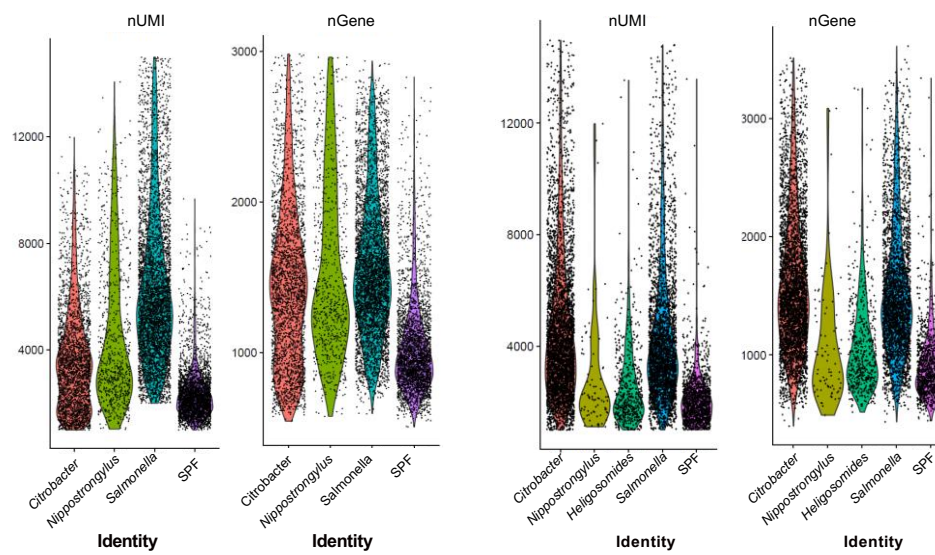 nUMI
nGene
nUMI
nGene
12000
8000
4000
3000
2000
1000
12000
8000
4000
3000
2000
1000
Citrobacter
Nippostrongylus
Salmonella
SPF
Citrobacter
Nippostrongylus
Salmonella
SPF
Citrobacter
Nippostrongylus
Heligosomides
Salmonella
SPF
Citrobacter
Nippostrongylus
Heligosomides
Salmonella
SPF
Identity
Identity
Identity
Identity